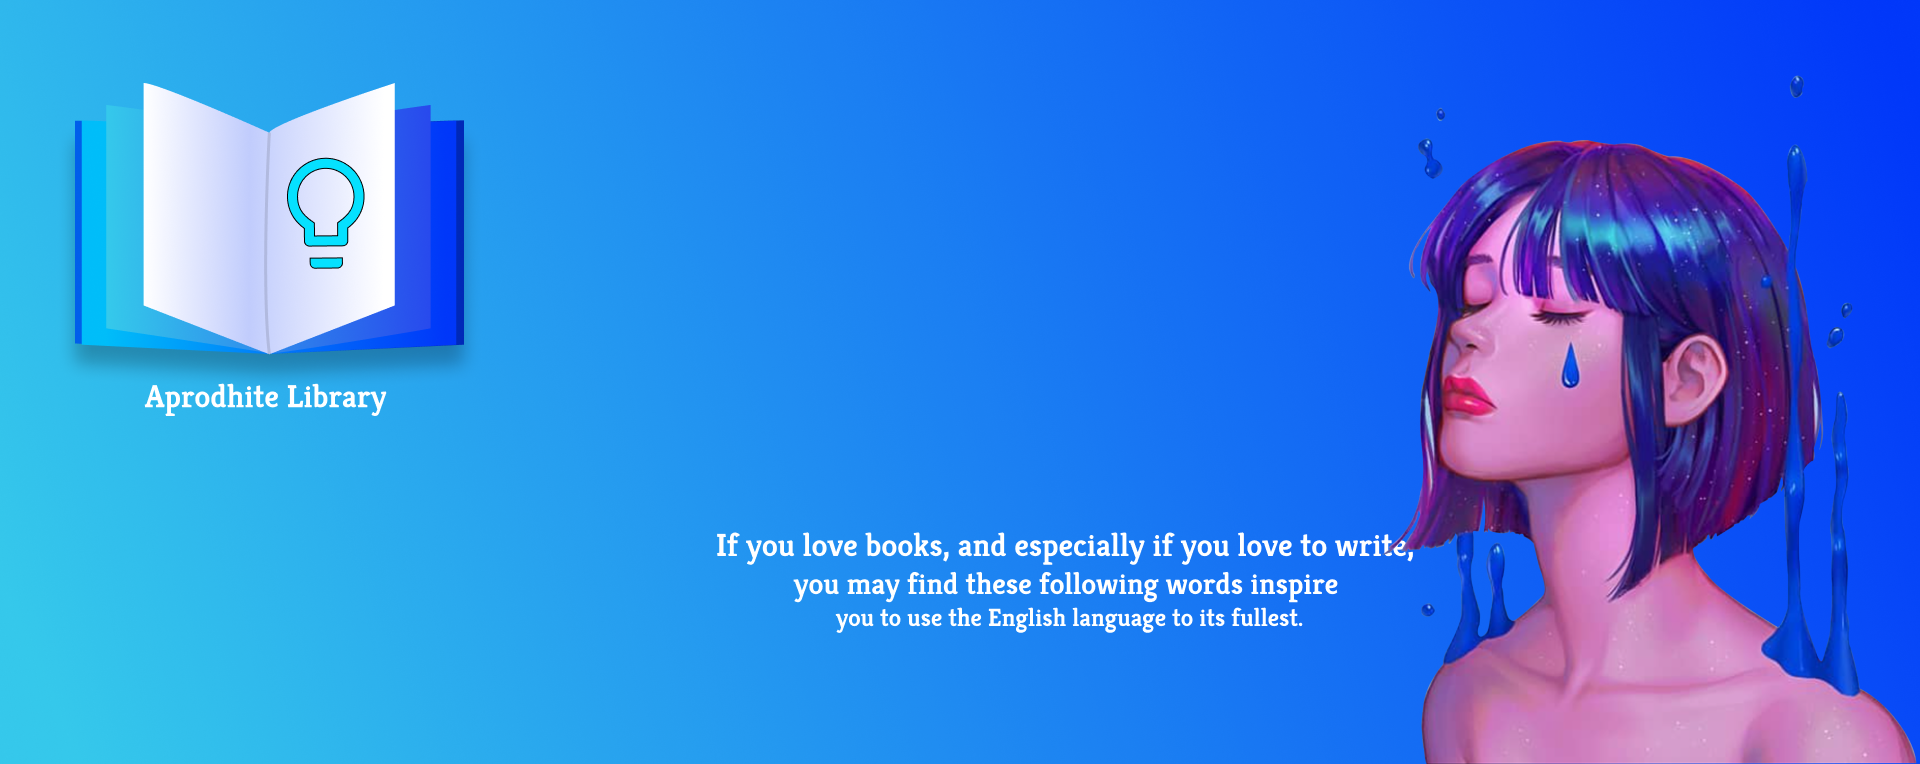 Aprodhite Library
If you love books, and especially if you love to write,
you may find these following words inspire
you to use the English language to its fullest.